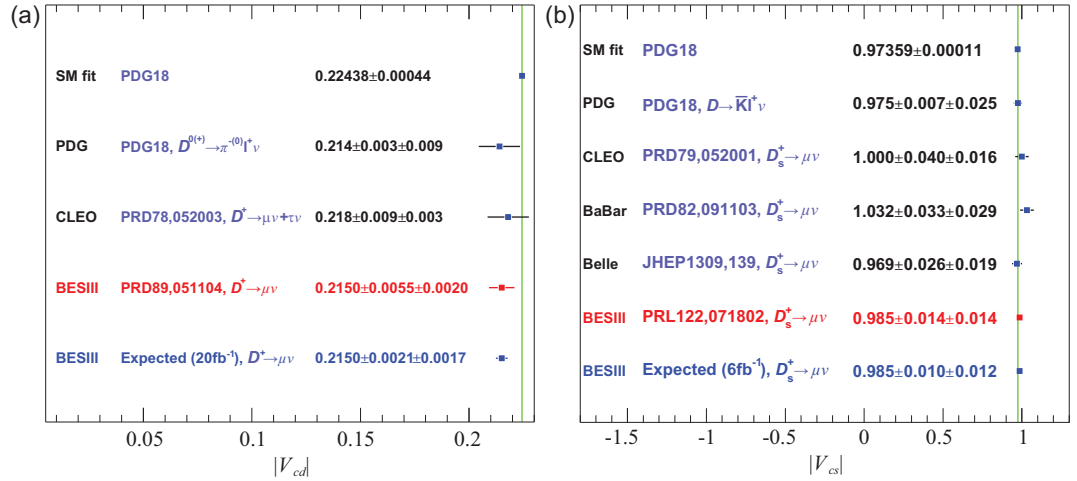 (a)
SM fit PDG18 0.22438±0.00044
PDG PDG18, D⁰⁽⁺⁾→π⁻⁽⁰⁾l⁺ν 0.214±0.003±0.009
CLEO PRD78,052003, D⁺→μν+τν 0.218±0.009±0.003
BESIII PRD89,051104, D⁺→μν 0.2150±0.0055±0.0020
BESIII Expected (20fb⁻¹), D⁺→μν 0.2150±0.0021±0.0017
0.05 0.1 0.15 0.2
|V_cd|
(b)
SM fit PDG18 0.97359±0.00011
PDG PDG18, D→K̅l⁺ν 0.975±0.007±0.025
CLEO PRD79,052001, D_s⁺→μν 1.000±0.040±0.016
BaBar PRD82,091103, D_s⁺→μν 1.032±0.033±0.029
Belle JHEP1309,139, D_s⁺→μν 0.969±0.026±0.019
BESIII PRL122,071802, D_s⁺→μν 0.985±0.014±0.014
BESIII Expected (6fb⁻¹), D_s⁺→μν 0.985±0.010±0.012
-1.5 -1 -0.5 0 0.5 1
|V_cs|